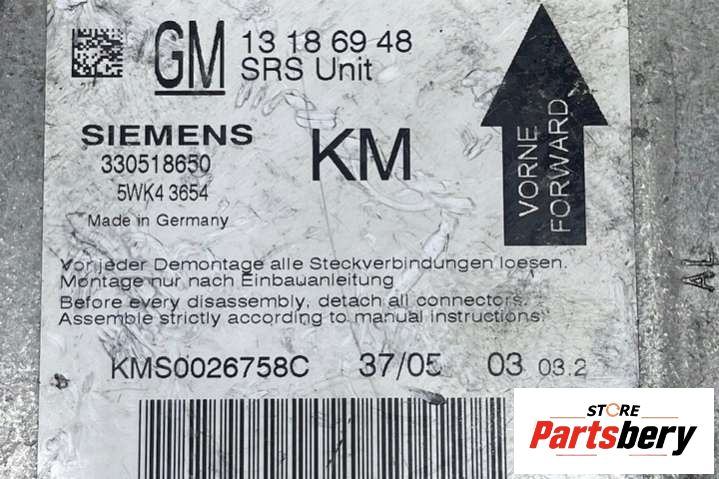 GM 13 18 69 48
SRS Unit
SIEMENS
330518650
5WK4 3654
Made in Germany
KM
VORNE
FORWARD
Vor jeder Demontage alle Steckverbindungen loesen.
Montage nur nach Einbauanleitung
Before every disassembly, detach all connectors.
Assemble strictly according to manual instructions
KMS0026758C 37/05 03 03.2
AL
STORE
Partsbery